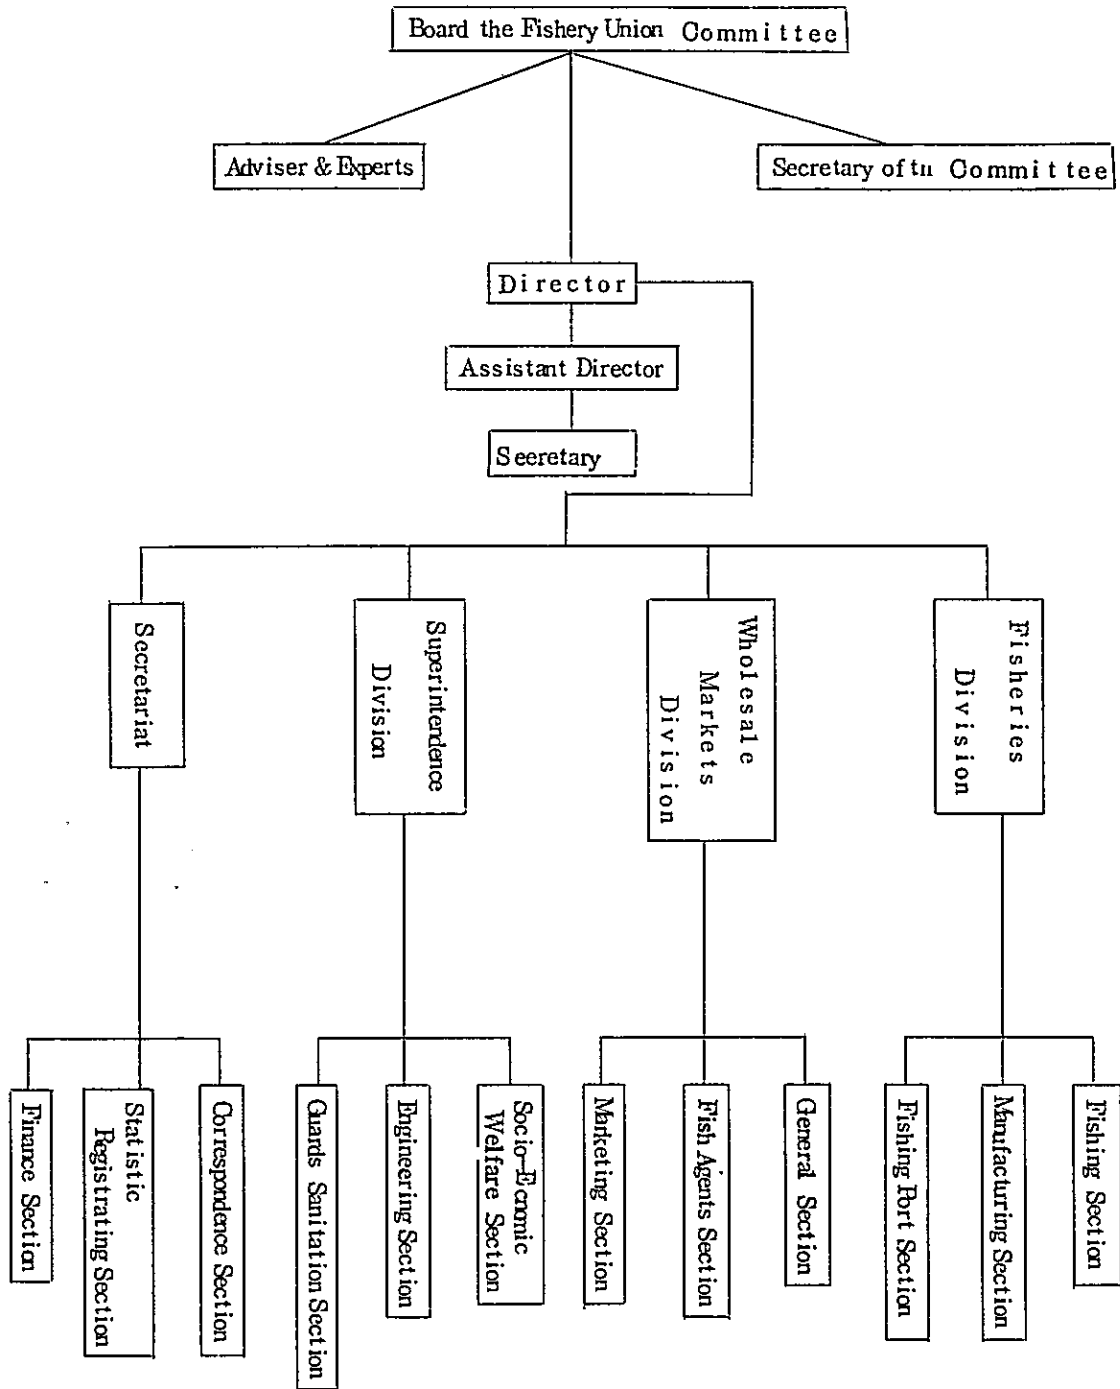 Board the Fishery Union Committee
Adviser & Experts
Secretary of tu Committee
Director
Assistant Director
Seeretary
Secretariat
Superintendence
Division
Wholesale
Markets
Division
Fisheries
Division
Finance Section
Statistic
Registrating Section
Correspondence Section
Guards Sanitation Section
Engineering Section
Socio-Ecnomic
Welfare Section
Marketing Section
Fish Agents Section
General Section
Fishing Port Section
Manufacturing Section
Fishing Section